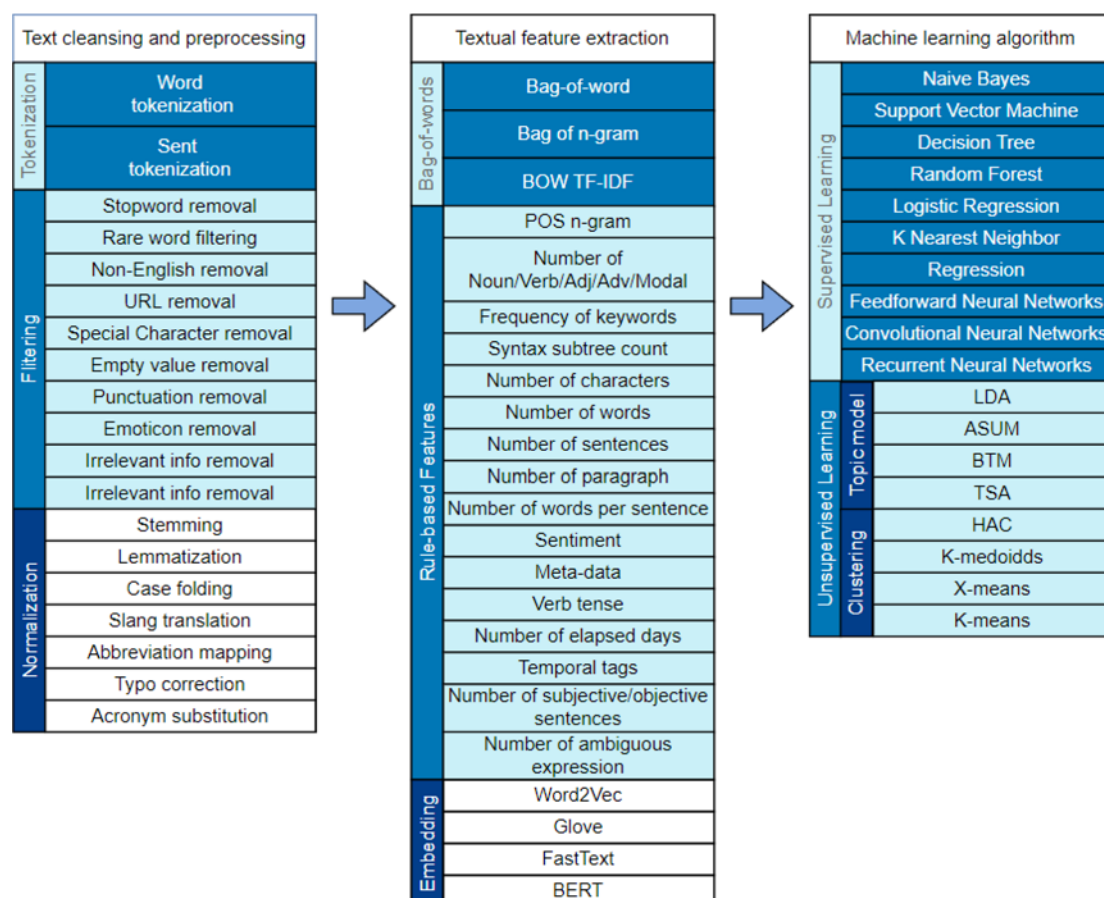 Text cleansing and preprocessing
Tokenization
Word
tokenization
Sent
tokenization
Filtering
Stopword removal
Rare word filtering
Non-English removal
URL removal
Special Character removal
Empty value removal
Punctuation removal
Emoticon removal
Irrelevant info removal
Irrelevant info removal
Normalization
Stemming
Lemmatization
Case folding
Slang translation
Abbreviation mapping
Typo correction
Acronym substitution
Textual feature extraction
Bag-of-words
Bag-of-word
Bag of n-gram
BOW TF-IDF
Rule-based Features
POS n-gram
Number of
Noun/Verb/Adj/Adv/Modal
Frequency of keywords
Syntax subtree count
Number of characters
Number of words
Number of sentences
Number of paragraph
Number of words per sentence
Sentiment
Meta-data
Verb tense
Number of elapsed days
Temporal tags
Number of subjective/objective
sentences
Number of ambiguous
expression
Embedding
Word2Vec
Glove
FastText
BERT
Machine learning algorithm
Supervised Learning
Naive Bayes
Support Vector Machine
Decision Tree
Random Forest
Logistic Regression
K Nearest Neighbor
Regression
Feedforward Neural Networks
Convolutional Neural Networks
Recurrent Neural Networks
Unsupervised Learning
Topic model
LDA
ASUM
BTM
TSA
Clustering
HAC
K-medoidds
X-means
K-means